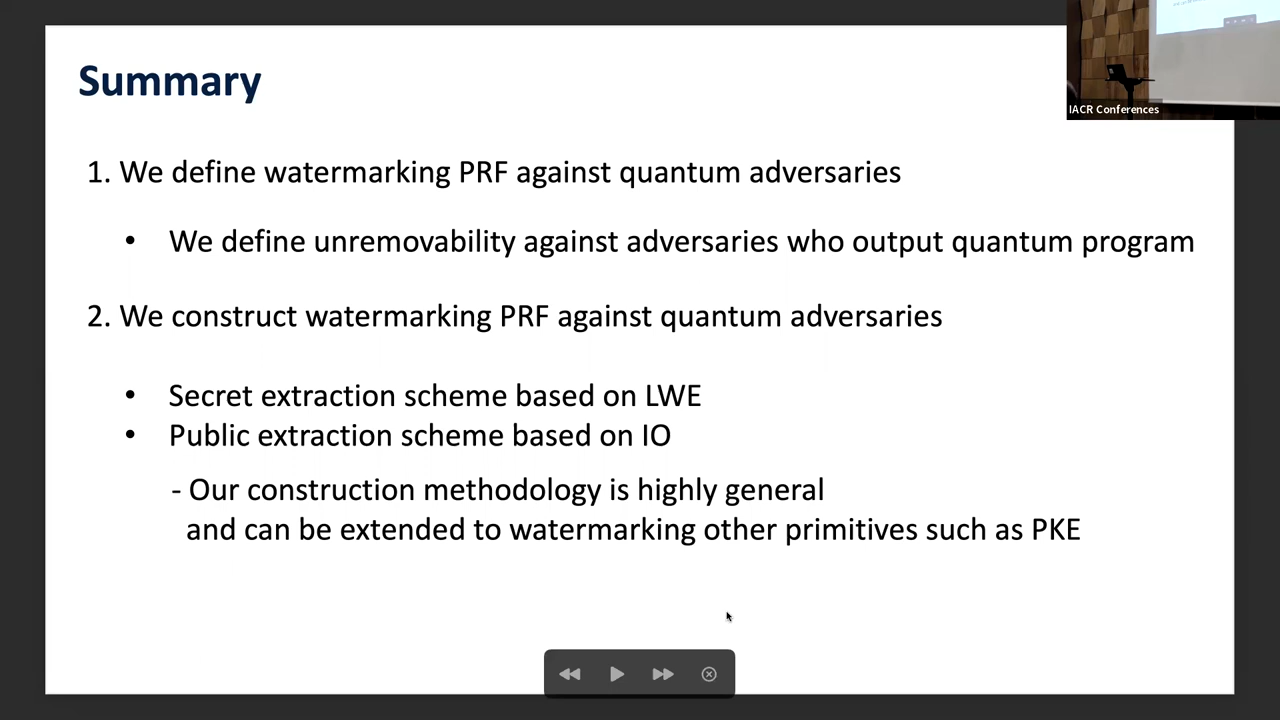 Summary
IACR Conferences
1. We define watermarking PRF against quantum adversaries
• We define unremovability against adversaries who output quantum program
2. We construct watermarking PRF against quantum adversaries
• Secret extraction scheme based on LWE
• Public extraction scheme based on IO
- Our construction methodology is highly general
and can be extended to watermarking other primitives such as PKE